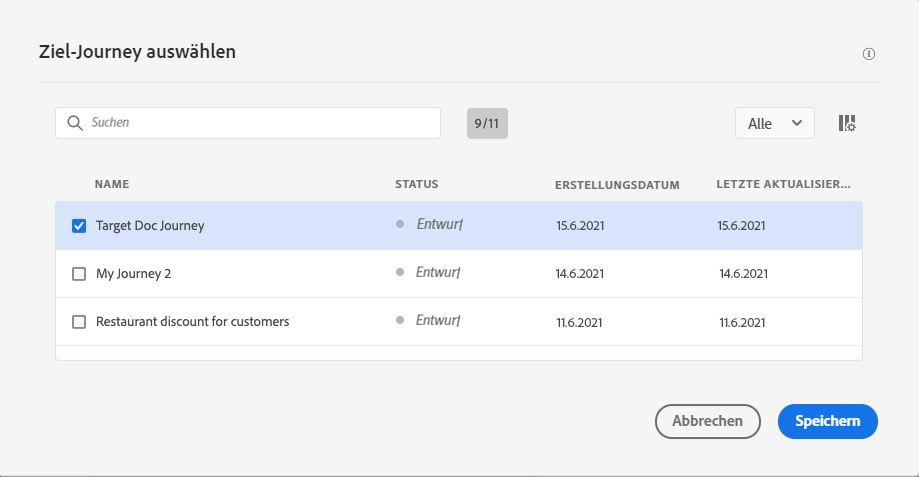 Ziel-Journey auswählen
Suchen
9/11
Alle
NAME STATUS ERSTELLUNGSDATUM LETZTE AKTUALISIER...
Target Doc Journey Entwurf 15.6.2021 15.6.2021
My Journey 2 Entwurf 14.6.2021 14.6.2021
Restaurant discount for customers Entwurf 11.6.2021 11.6.2021
Abbrechen Speichern